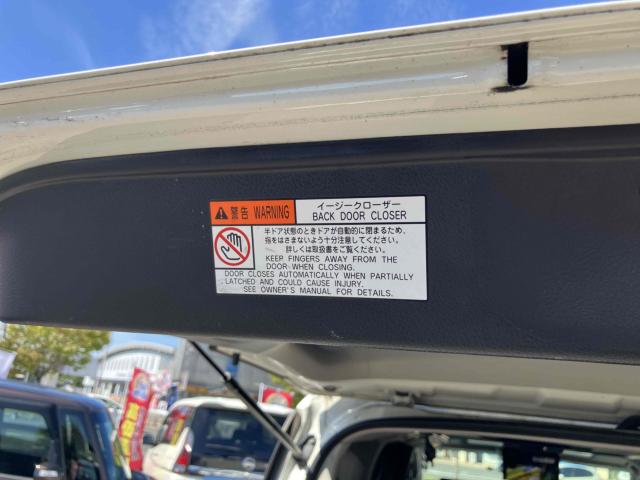 警告 WARNING
イージークローザー
BACK DOOR CLOSER
半ドア状態のときドアが自動的に閉まるため、
指をはさまないよう十分注意してください。
詳しくは取扱書をご覧ください。
KEEP FINGERS AWAY FROM THE
DOOR WHEN CLOSING.
DOOR CLOSES AUTOMATICALLY WHEN PARTIALLY
LATCHED AND COULD CAUSE INJURY.
SEE OWNER'S MANUAL FOR DETAILS.